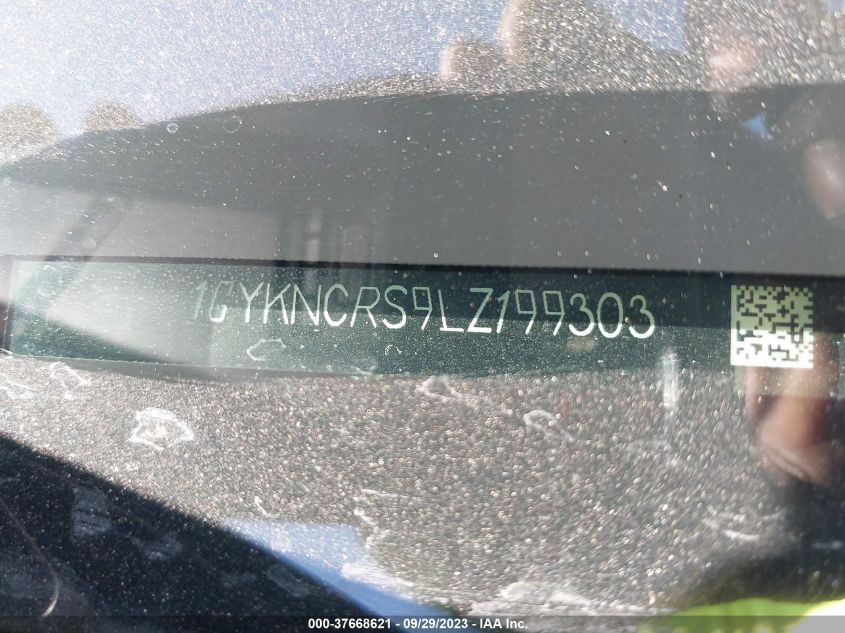 1GYKNCRS9LZ199303
000-37668621 - 09/29/2023 - IAA Inc.